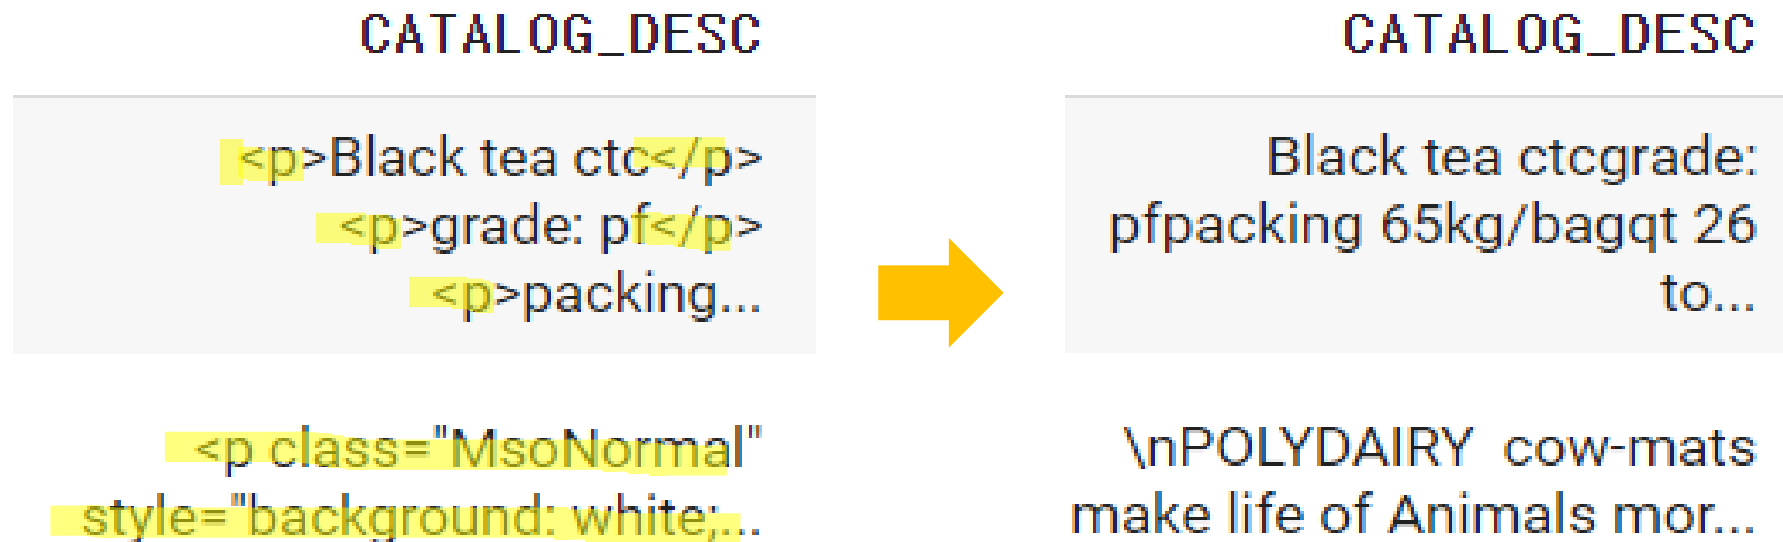 CATALOG_DESC
<p>Black tea ctc</p>
<p>grade: pf</p>
<p>packing...
<p class="MsoNormal"
style="background: white;...
CATALOG_DESC
Black tea ctcgrade:
pfpacking 65kg/bagqt 26
to...
\nPOLYDAIRY  cow-mats
make life of Animals mor...